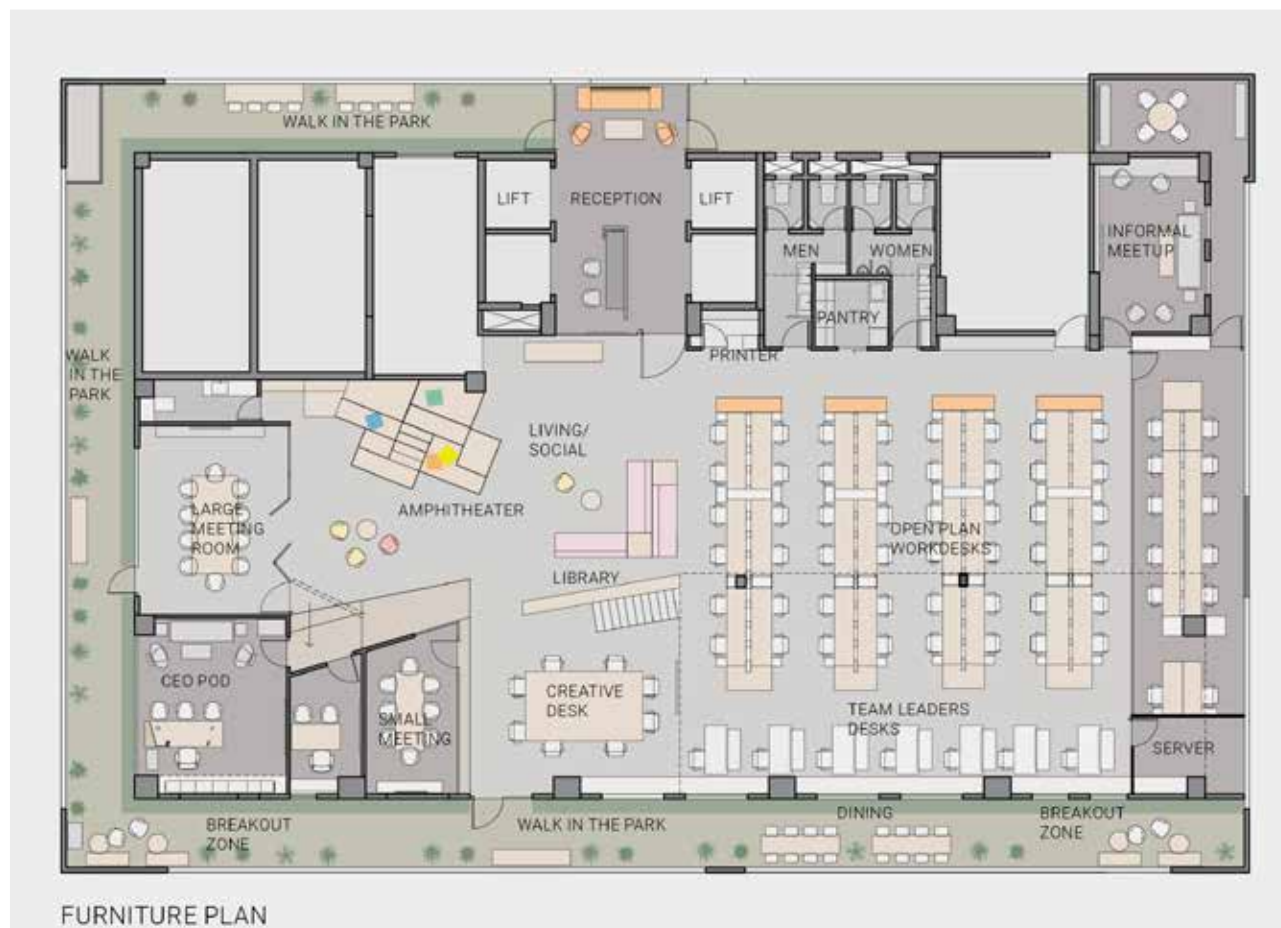 WALK IN THE PARK
LIFT
RECEPTION
LIFT
MEN
WOMEN
INFORMAL
MEETUP
PANTRY
PRINTER
WALK
IN THE
PARK
LIVING/
SOCIAL
AMPHITHEATER
LARGE
MEETING
ROOM
OPEN PLAN
WORKDESKS
LIBRARY
CEO POD
CREATIVE
DESK
SMALL
MEETING
TEAM LEADERS
DESKS
SERVER
BREAKOUT
ZONE
WALK IN THE PARK
DINING
BREAKOUT
ZONE
FURNITURE PLAN